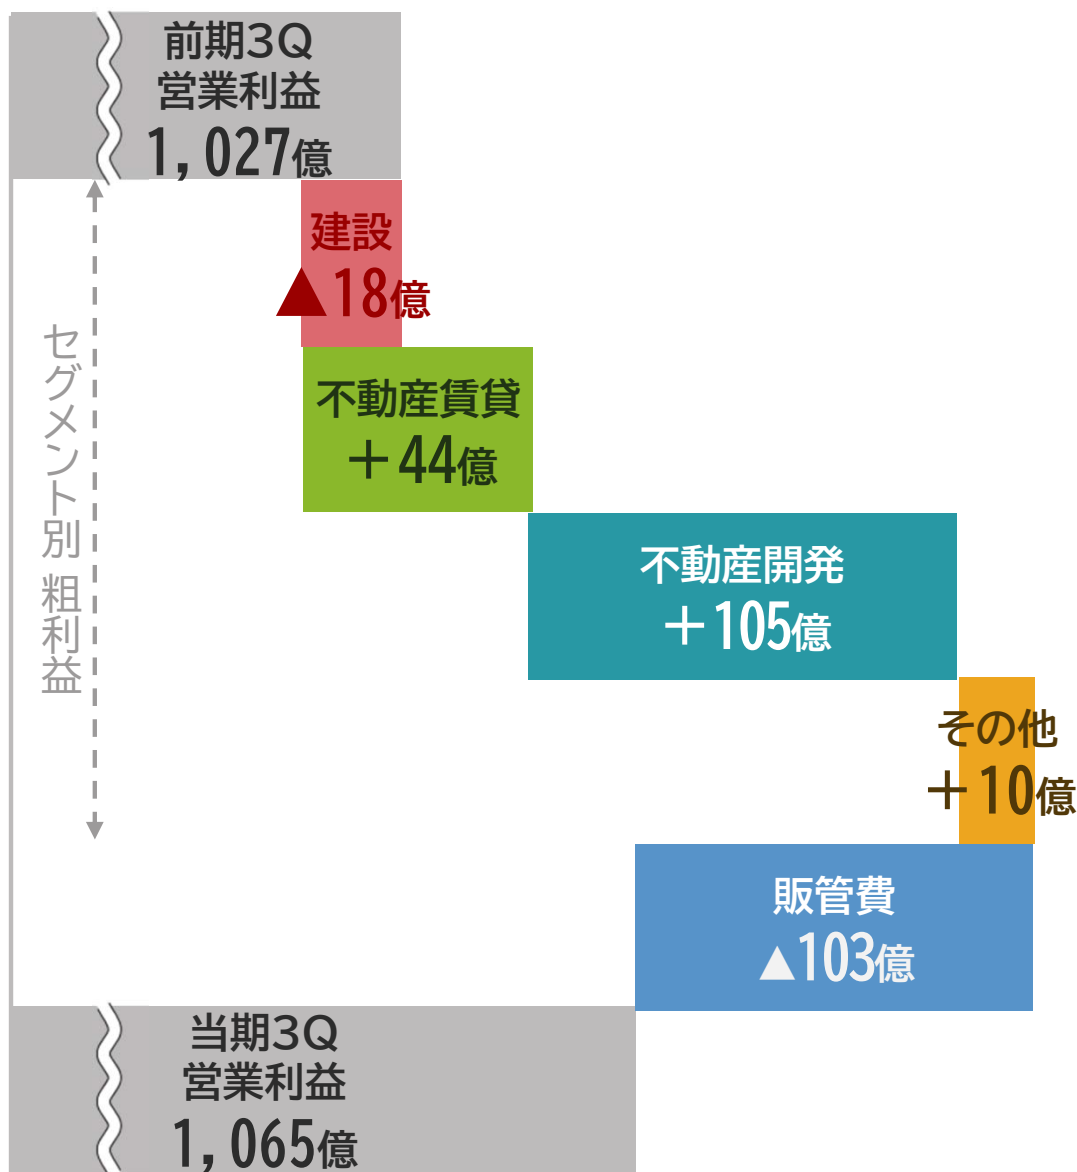 前期３Ｑ
営業利益
1,027億
建設
▲18億
不動産賃貸
＋44億
セグメント別 粗利益
不動産開発
＋105億
その他
＋10億
販管費
▲103億
当期３Ｑ
営業利益
1,065億